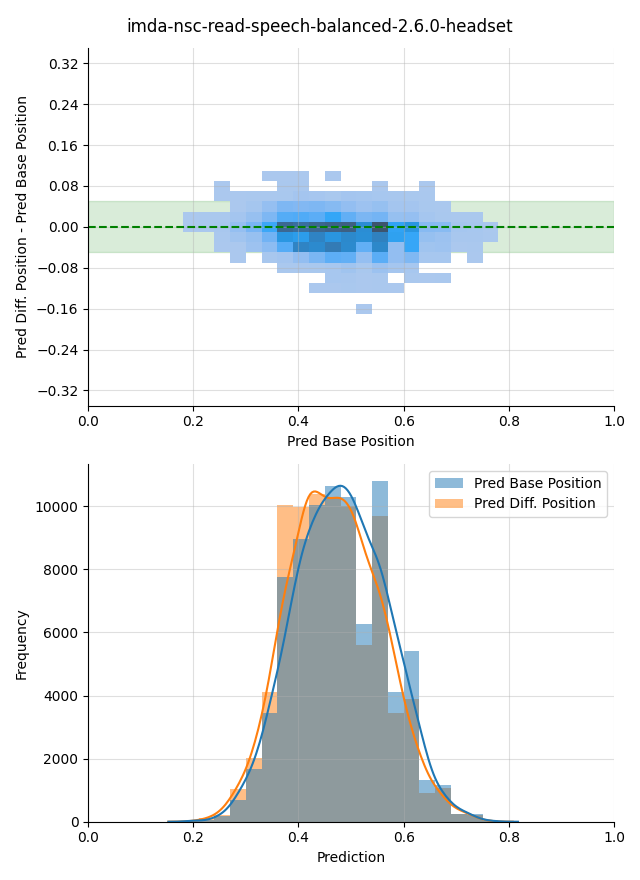 imda-nsc-read-speech-balanced-2.6.0-headset
Pred Diff. Position - Pred Base Position
0.32
0.24
0.16
0.08
0.00
−0.08
−0.16
−0.24
−0.32
0.0 0.2 0.4 0.6 0.8 1.0
Pred Base Position
Frequency
10000
8000
6000
4000
2000
0
Pred Base Position
Pred Diff. Position
0.0 0.2 0.4 0.6 0.8 1.0
Prediction